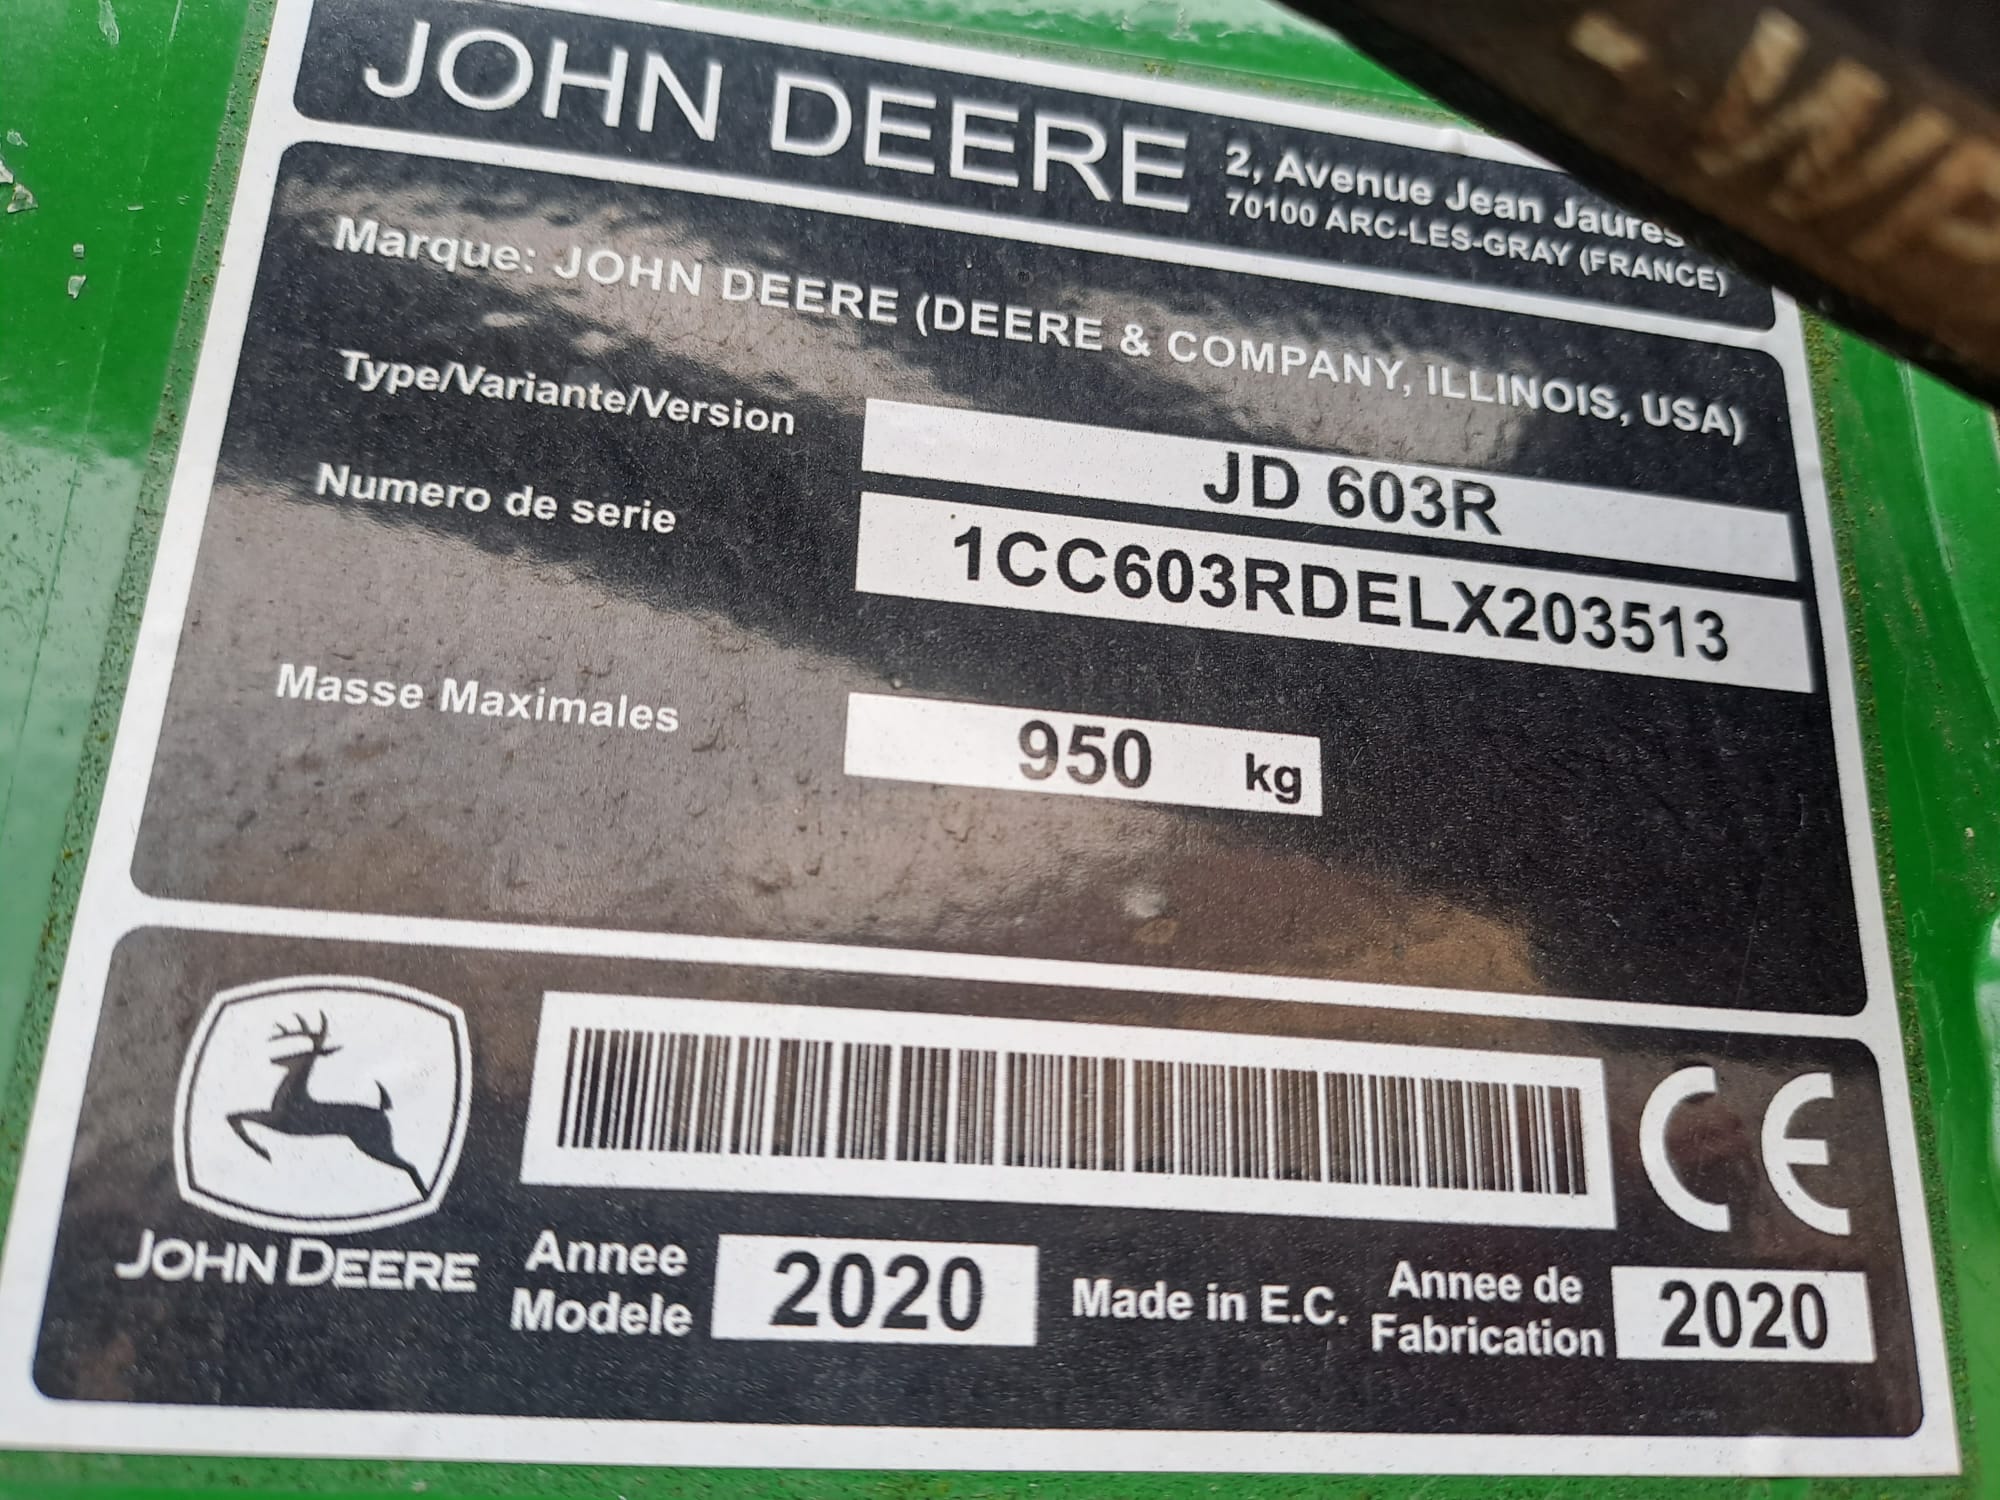 JOHN DEERE
2, Avenue Jean Jaures
70100 ARC-LES-GRAY (FRANCE)
Marque: JOHN DEERE (DEERE & COMPANY, ILLINOIS, USA)
Type/Variante/Version JD 603R
Numero de serie 1CC603RDELX203513
Masse Maximales 950 kg
CE
JOHN DEERE
Annee Modele 2020
Made in E.C.
Annee de Fabrication 2020